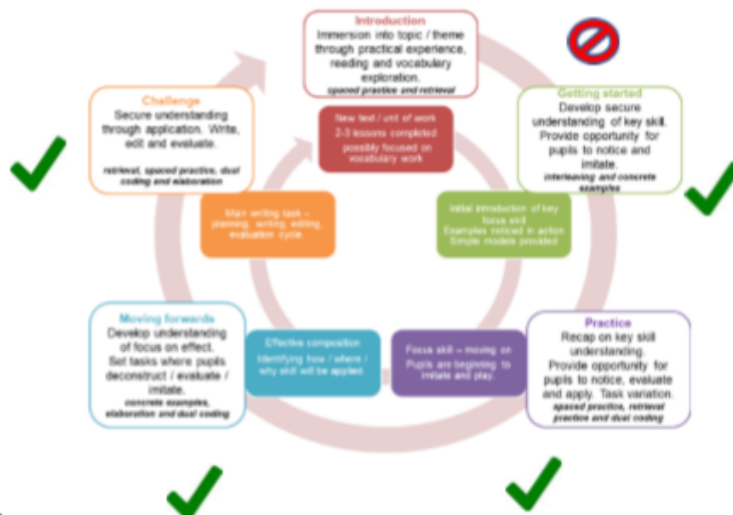 Introduction
Immersion into topic / theme
through practical experience,
reading and vocabulary
exploration.
spaced practice and retrieval
New text / unit of work
2-3 lessons completed
possibly focused on
vocabulary work
Getting started
Develop secure
understanding of key skill.
Provide opportunity for
pupils to notice and
imitate.
interleaving and concrete
examples
Initial introduction of key
focus skill
Examples noticed in action
Simple models provided
Practice
Recap on key skill
understanding.
Provide opportunity for
pupils to notice, evaluate
and apply. Task variation.
spaced practice, retrieval
practice and dual coding
Focus skill – moving on
Pupils are beginning to
imitate and play.
Moving forwards
Develop understanding
of focus on effect.
Set tasks where pupils
deconstruct / evaluate /
imitate.
concrete examples,
elaboration and dual coding
Effective composition
Identifying how / where /
why skill will be applied.
Challenge
Secure understanding
through application. Write,
edit and evaluate.
retrieval, spaced practice, dual
coding and elaboration
Main writing task –
planning, writing, editing,
evaluation cycle.